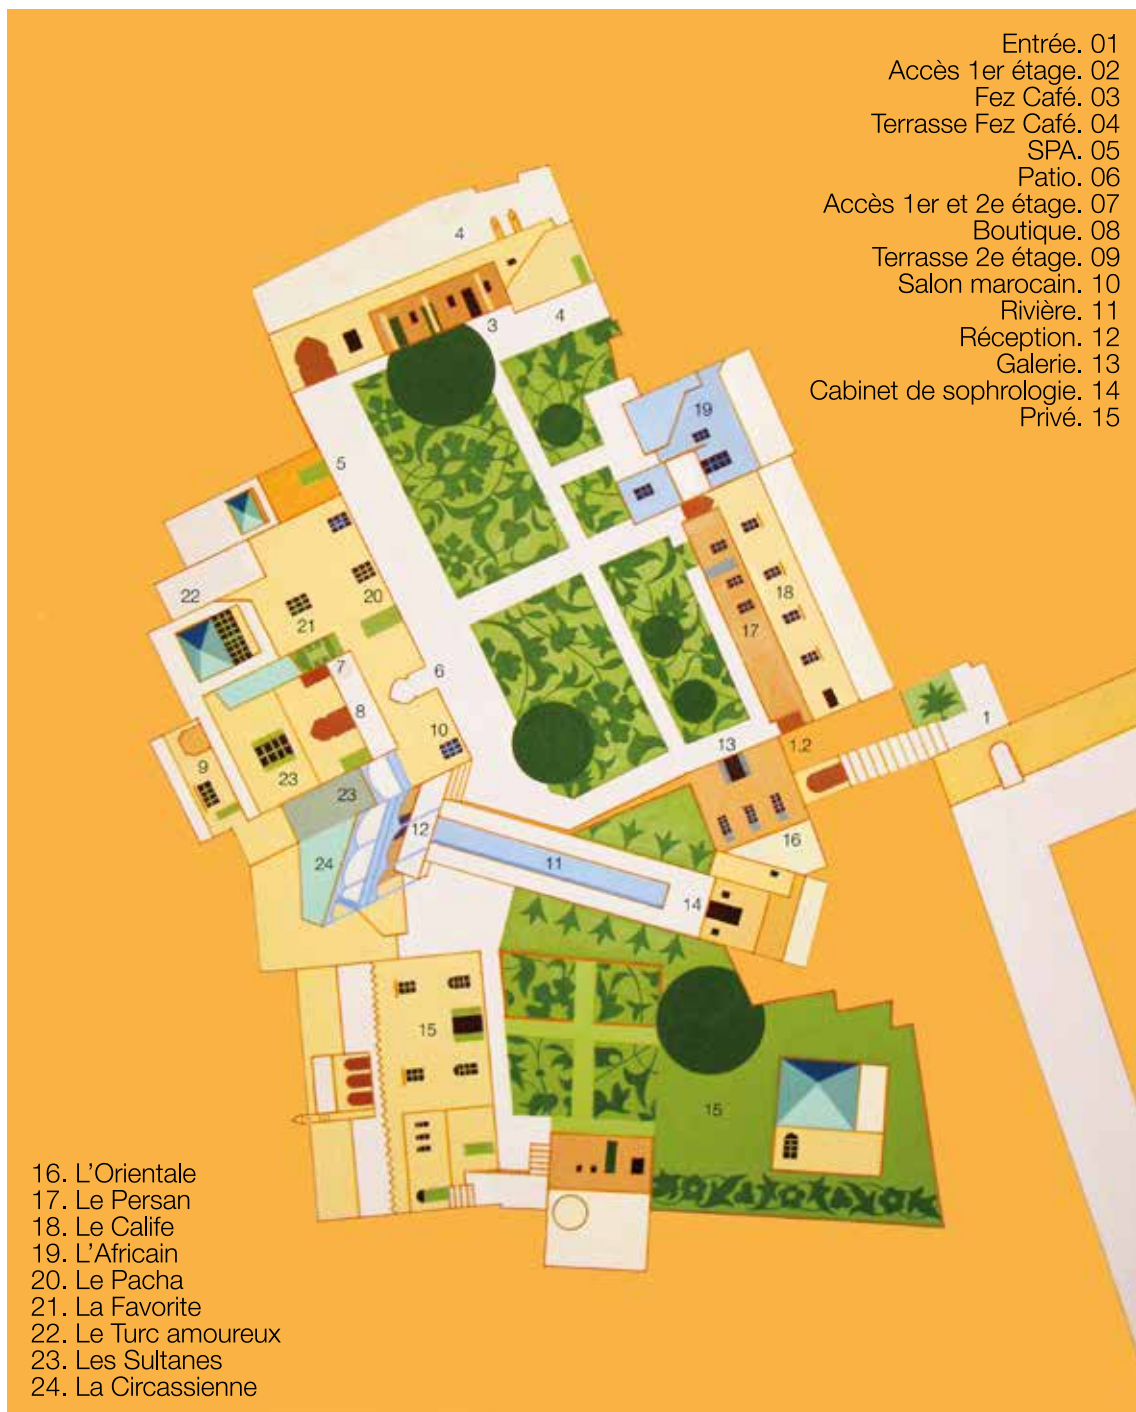 Entrée. 01
Accès 1er étage. 02
Fez Café. 03
Terrasse Fez Café. 04
SPA. 05
Patio. 06
Accès 1er et 2e étage. 07
Boutique. 08
Terrasse 2e étage. 09
Salon marocain. 10
Rivière. 11
Réception. 12
Galerie. 13
Cabinet de sophrologie. 14
Privé. 15
4
3
4
19
5
22
20
21
18
17
7
6
8
1
10
13
1.2
9
23
23
12
16
11
24
14
15
15
16. L'Orientale
17. Le Persan
18. Le Calife
19. L'Africain
20. Le Pacha
21. La Favorite
22. Le Turc amoureux
23. Les Sultanes
24. La Circassienne